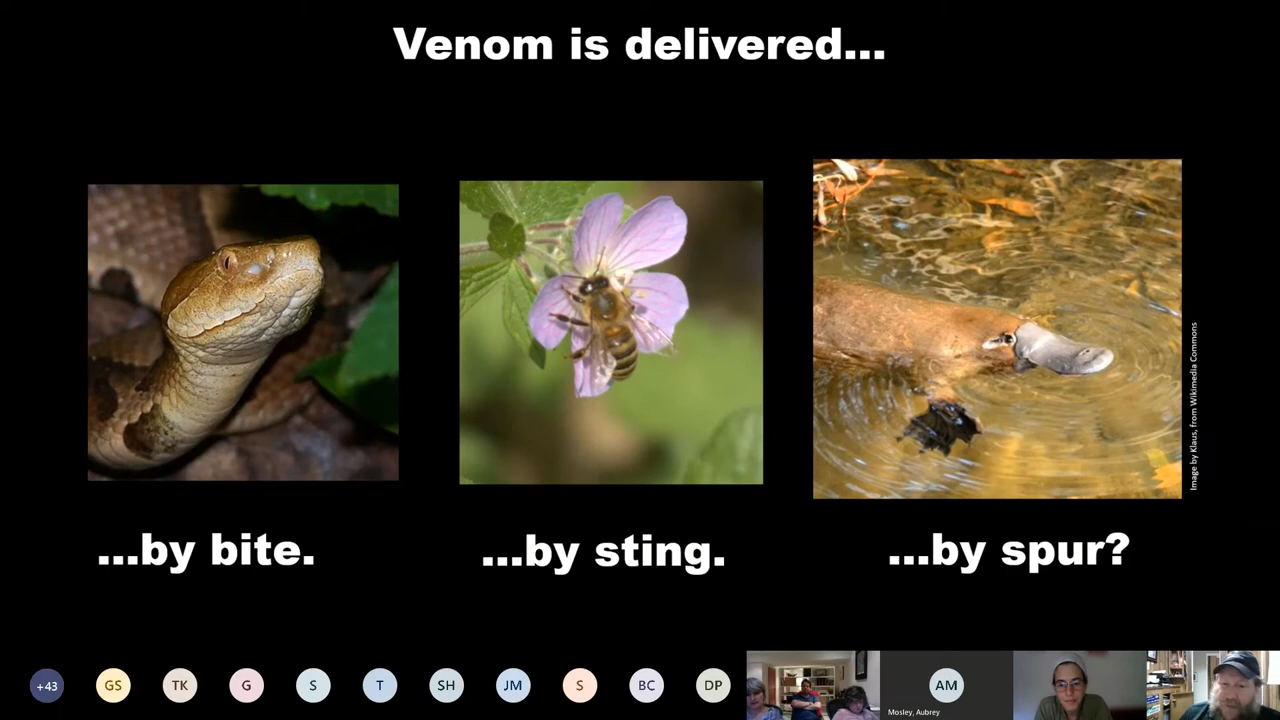 Venom is delivered...
...by bite.
...by sting.
...by spur?
Image by Klaus, from Wikimedia Commons
+43
GS
TK
G
S
T
SH
JM
S
BC
DP
AM
Mosley, Aubrey